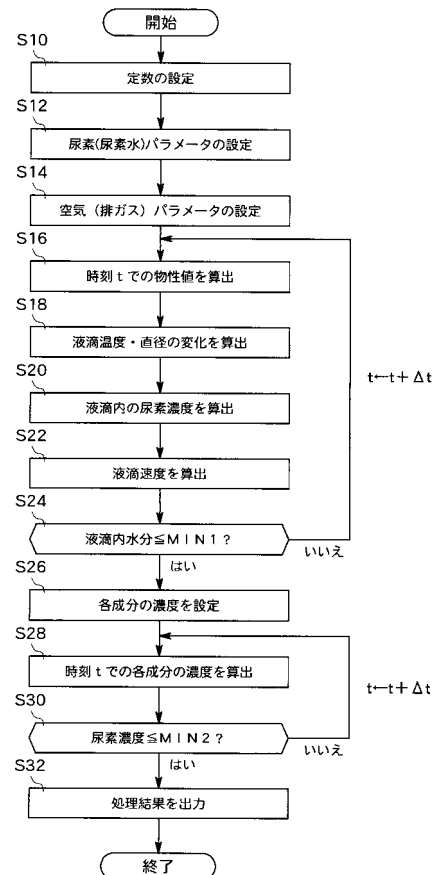 開始
S10
定数の設定
S12
尿素(尿素水)パラメータの設定
S14
空気(排ガス)パラメータの設定
S16
時刻tでの物性値を算出
S18
液滴温度・直径の変化を算出
S20
液滴内の尿素濃度を算出
t←t+Δt
S22
液滴速度を算出
S24
液滴内水分≦MIN1?
いいえ
はい
S26
各成分の濃度を設定
S28
時刻tでの各成分の濃度を算出
t←t+Δt
S30
尿素濃度≦MIN2?
いいえ
はい
S32
処理結果を出力
終了